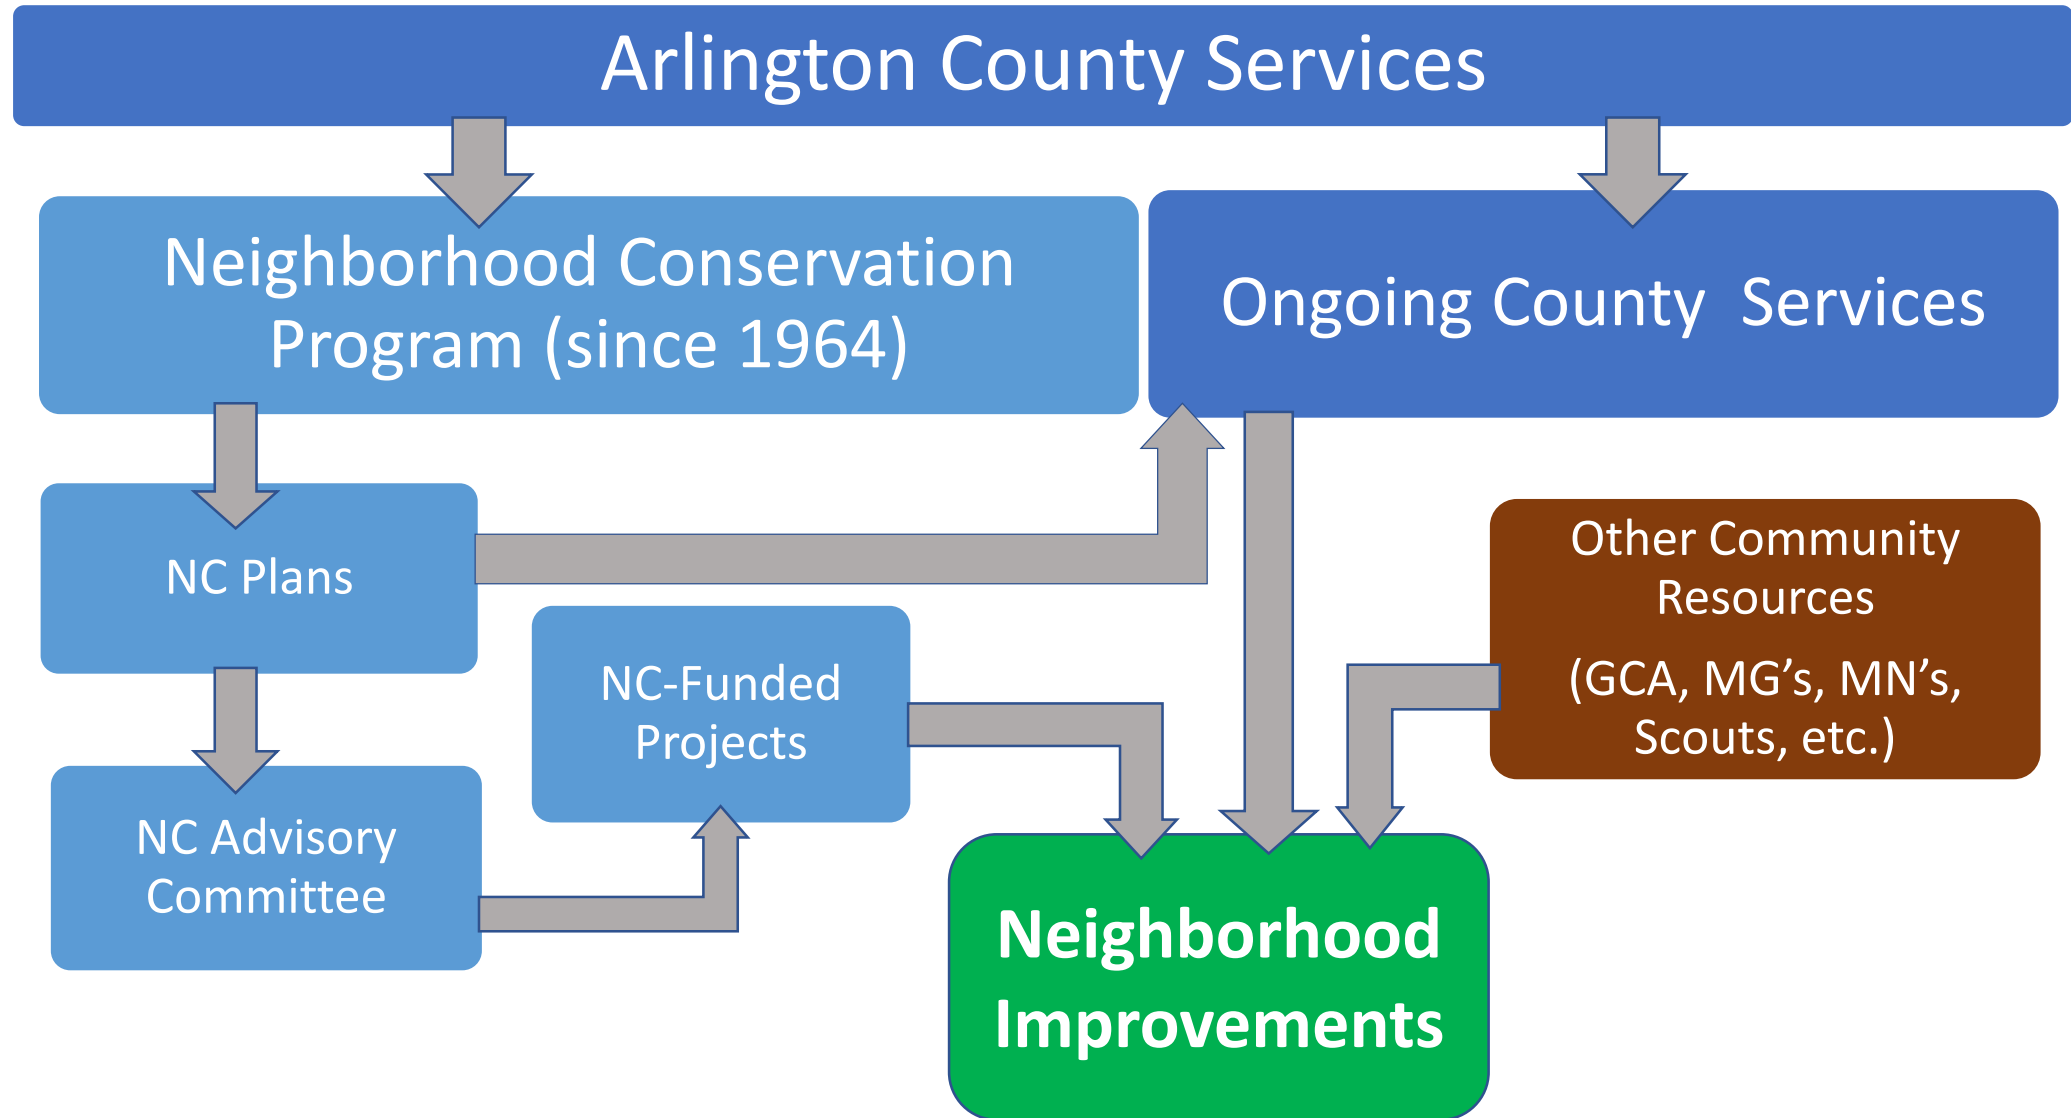 Arlington County Services
Neighborhood Conservation
Program (since 1964)
Ongoing County  Services
NC Plans
Other Community
Resources
(GCA, MG’s, MN’s,
Scouts, etc.)
NC-Funded
Projects
NC Advisory
Committee
Neighborhood
Improvements